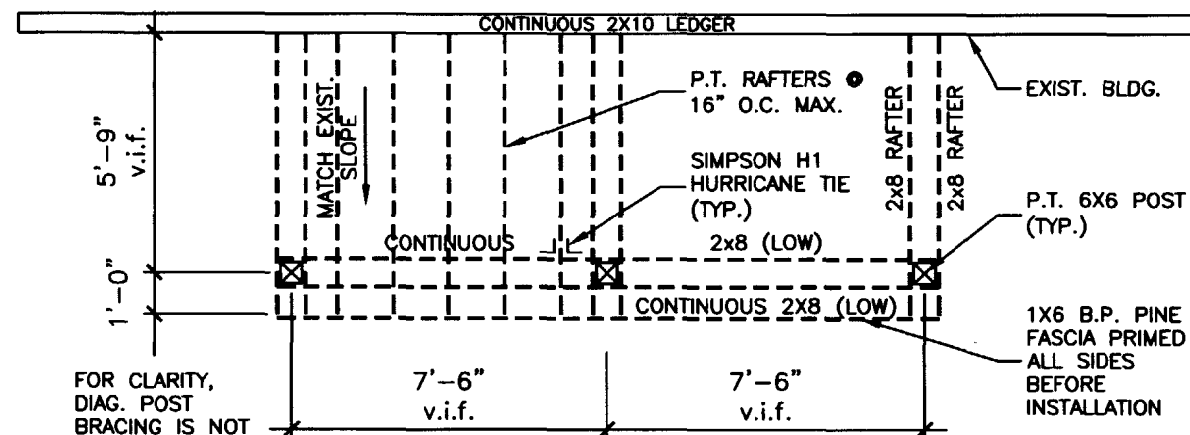 CONTINUOUS 2X10 LEDGER
5'-9"
v.i.f.
MATCH EXIST.
SLOPE
P.T. RAFTERS @
16" O.C. MAX.
2x8 RAFTER
2x8 RAFTER
EXIST. BLDG.
SIMPSON H1
HURRICANE TIE
(TYP.)
P.T. 6X6 POST
(TYP.)
CONTINUOUS
2x8 (LOW)
1'-0"
CONTINUOUS 2X8 (LOW)
1X6 B.P. PINE
FASCIA PRIMED
ALL SIDES
BEFORE
INSTALLATION
FOR CLARITY,
DIAG. POST
BRACING IS NOT
7'-6"
v.i.f.
7'-6"
v.i.f.